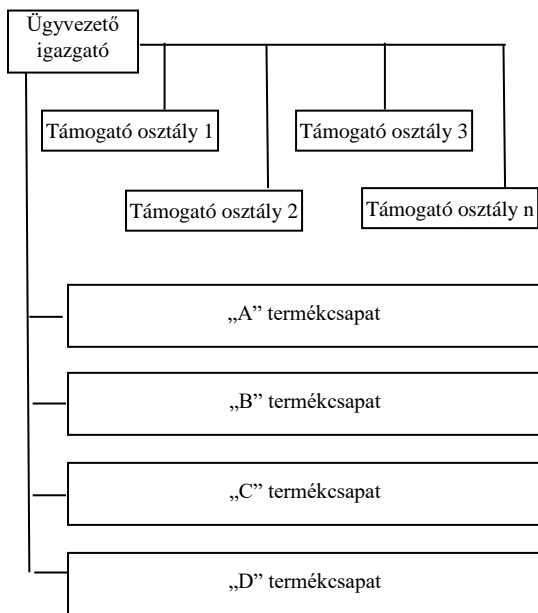 Ügyvezető
igazgató
Támogató osztály 1
Támogató osztály 3
Támogató osztály 2
Támogató osztály n
„A” termékcsapat
„B” termékcsapat
„C” termékcsapat
„D” termékcsapat